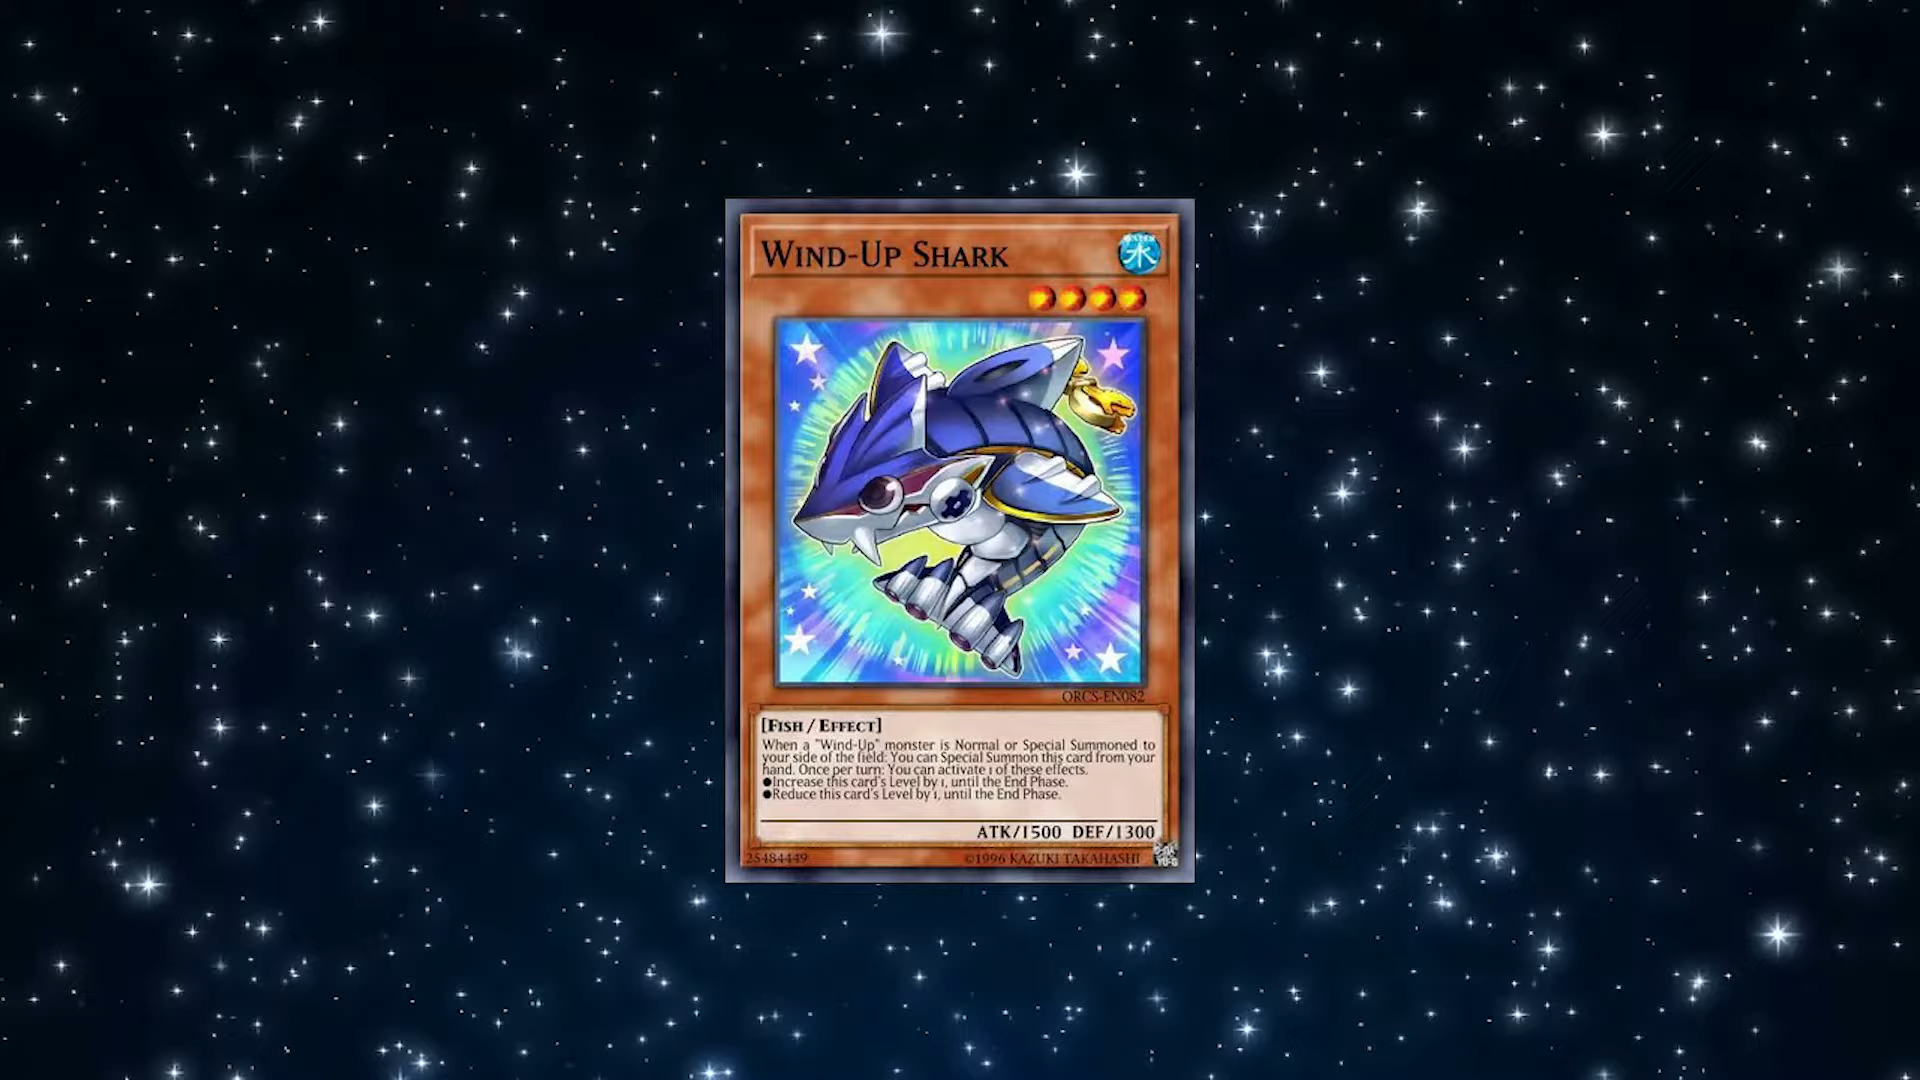 WIND-UP SHARK
WATER
水
ORCS-EN082
[FISH / EFFECT]
When a "Wind-Up" monster is Normal or Special Summoned to
your side of the field: You can Special Summon this card from your
hand. Once per turn: You can activate 1 of these effects.
●Increase this card's Level by 1, until the End Phase.
●Reduce this card's Level by 1, until the End Phase.
ATK/1500 DEF/1300
25484449
©1996 KAZUKI TAKAHASHI